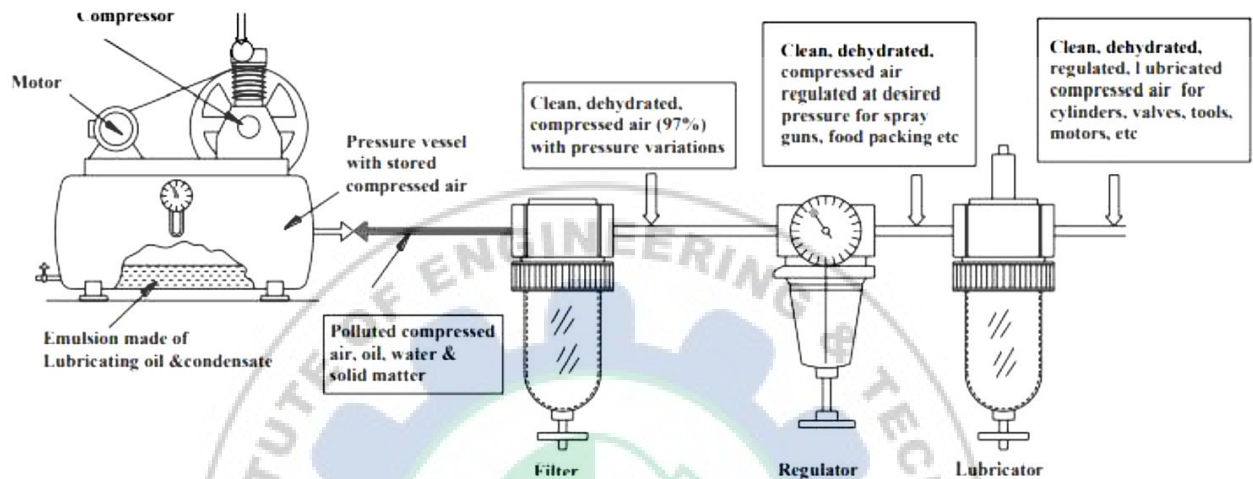 Compressor
Motor
Pressure vessel
with stored
compressed air
Clean, dehydrated,
compressed air (97%)
with pressure variations
Clean, dehydrated,
compressed air
regulated at desired
pressure for spray
guns, food packing etc
Clean, dehydrated,
regulated, l ubricated
compressed air for
cylinders, valves, tools,
motors, etc
Emulsion made of
Lubricating oil &condensate
Polluted compressed
air, oil, water &
solid matter
Filter
Regulator
Lubricator
OF ENGINEERING &